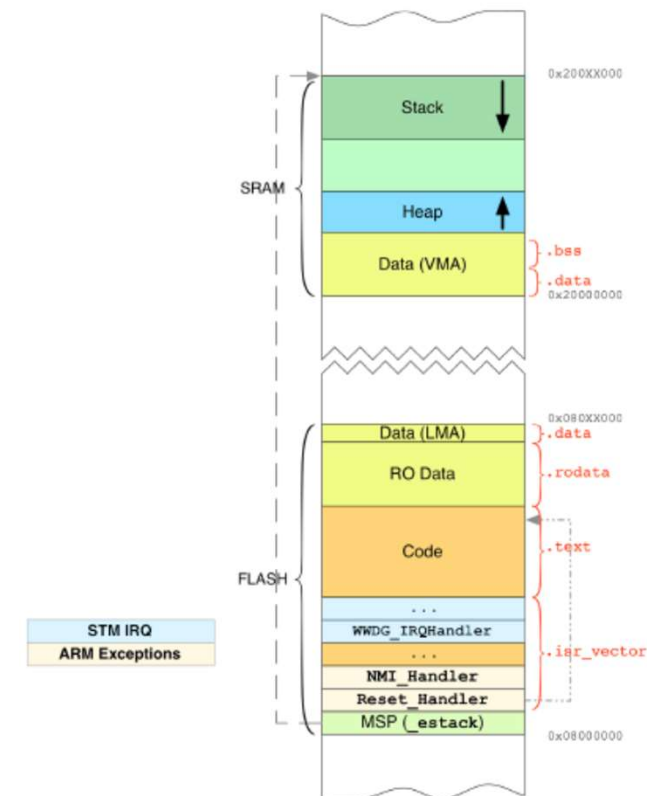 0x200XX000
Stack
SRAM
Heap
Data (VMA)
.bss
.data
0x20000000
0x080XX000
Data (LMA)
.data
RO Data
.rodata
Code
.text
FLASH
...
STM IRQ
WWDG_IRQHandler
ARM Exceptions
...
.isr_vector
NMI_Handler
Reset_Handler
MSP (_estack)
0x08000000